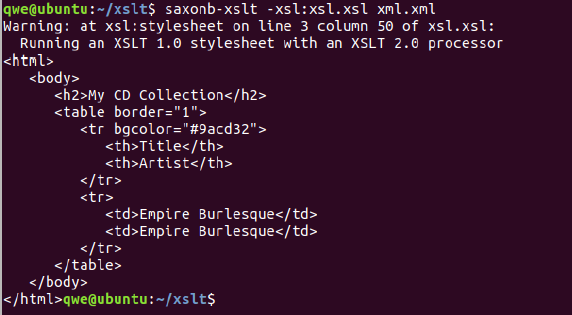 qwe@ubuntu:~/xslt$ saxonb-xslt -xsl:xsl.xsl xml.xml
Warning: at xsl:stylesheet on line 3 column 50 of xsl.xsl:
  Running an XSLT 1.0 stylesheet with an XSLT 2.0 processor
<html>
   <body>
      <h2>My CD Collection</h2>
      <table border="1">
         <tr bgcolor="#9acd32">
            <th>Title</th>
            <th>Artist</th>
         </tr>
         <tr>
            <td>Empire Burlesque</td>
            <td>Empire Burlesque</td>
         </tr>
      </table>
   </body>
</html>qwe@ubuntu:~/xslt$